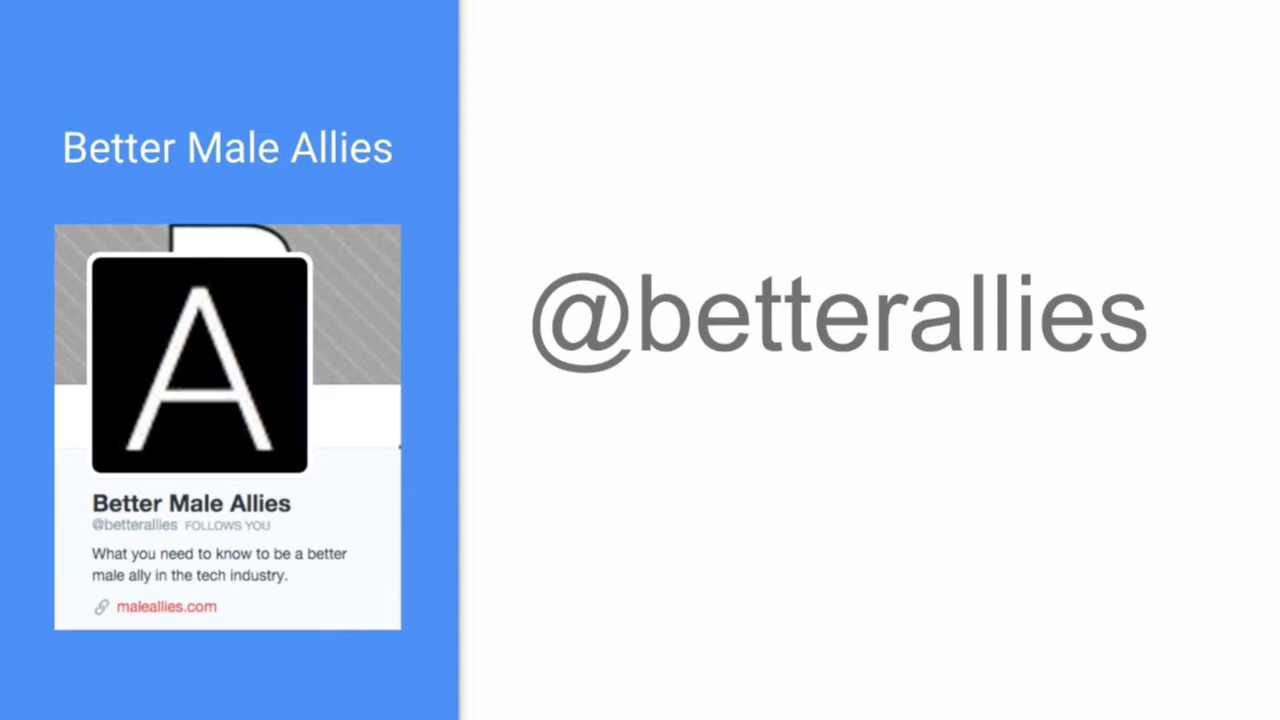 Better Male Allies
A
Better Male Allies
@betterallies FOLLOWS YOU
What you need to know to be a better
male ally in the tech industry.
maleallies.com
@betterallies